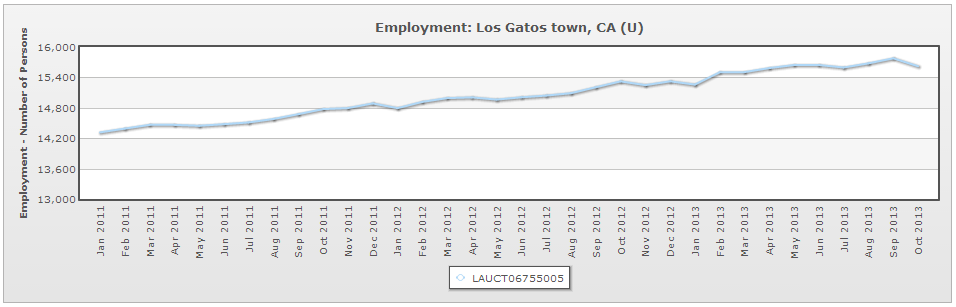 Employment: Los Gatos town, CA (U)
Employment - Number of Persons
16,000
15,400
14,800
14,200
13,600
13,000
Jan 2011
Feb 2011
Mar 2011
Apr 2011
May 2011
Jun 2011
Jul 2011
Aug 2011
Sep 2011
Oct 2011
Nov 2011
Dec 2011
Jan 2012
Feb 2012
Mar 2012
Apr 2012
May 2012
Jun 2012
Jul 2012
Aug 2012
Sep 2012
Oct 2012
Nov 2012
Dec 2012
Jan 2013
Feb 2013
Mar 2013
Apr 2013
May 2013
Jun 2013
Jul 2013
Aug 2013
Sep 2013
Oct 2013
LAUCT06755005